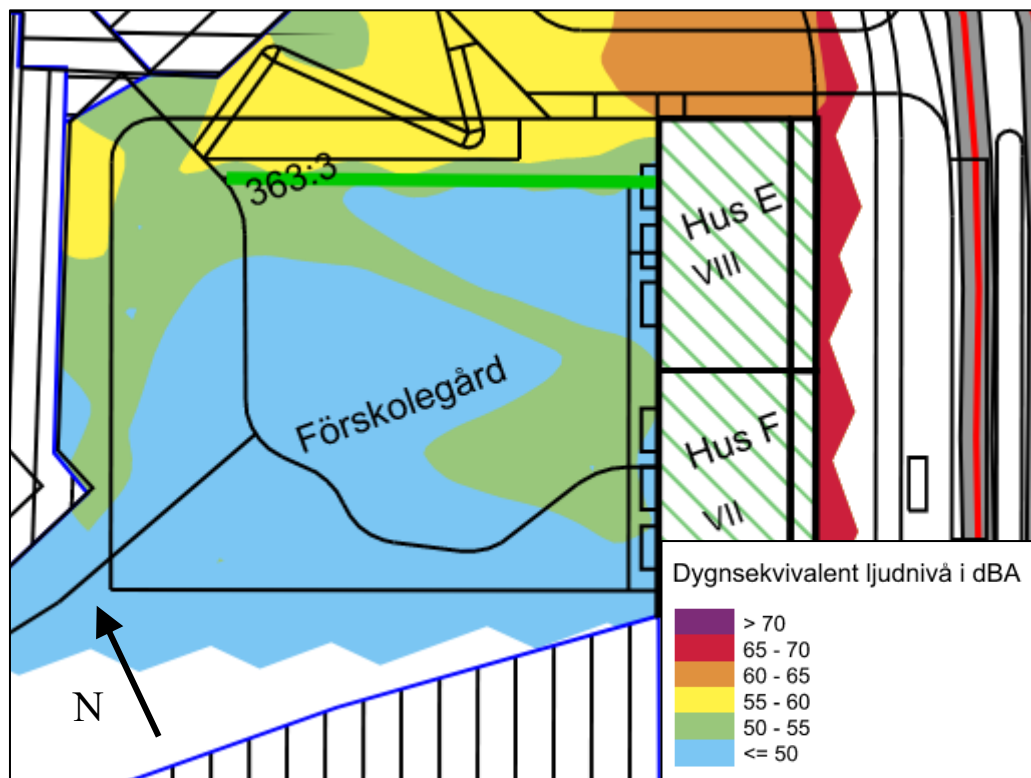 363:3
Hus E
VIII
Förskolegård
Hus F
VII
N
Dygnsekvivalent ljudnivå i dBA
> 70
65 - 70
60 - 65
55 - 60
50 - 55
<= 50